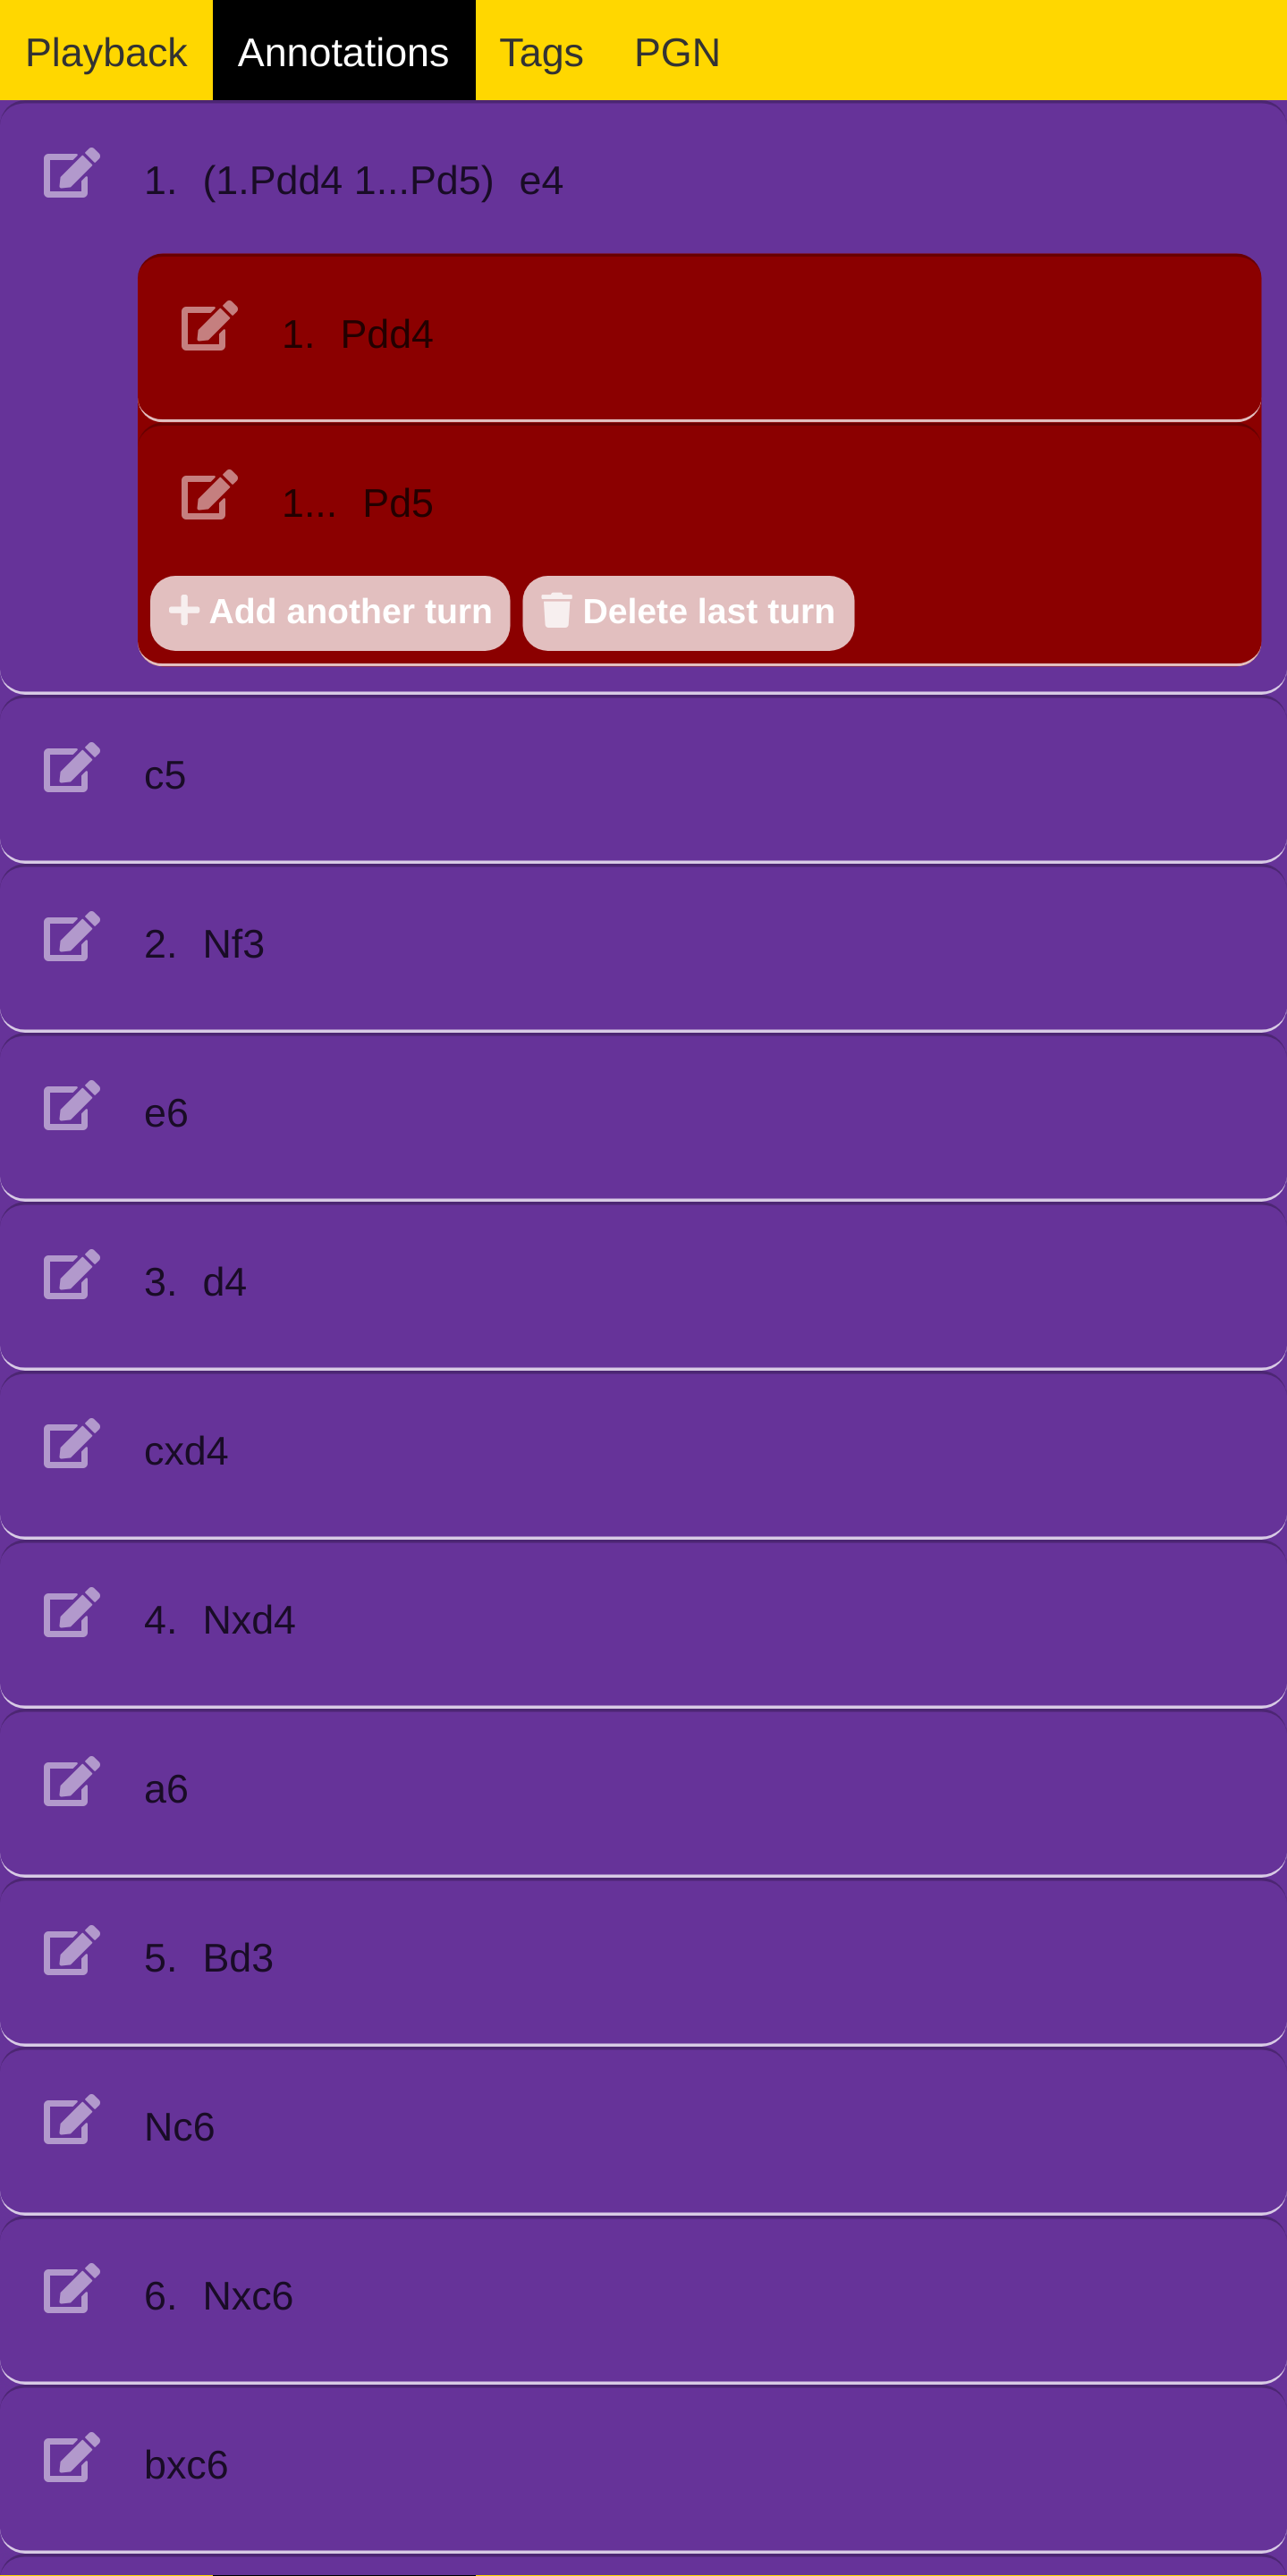 Playback Annotations Tags PGN
1. (1.Pdd4 1...Pd5) e4
1. Pdd4
1... Pd5
Add another turn Delete last turn
c5
2. Nf3
e6
3. d4
cxd4
4. Nxd4
a6
5. Bd3
Nc6
6. Nxc6
bxc6